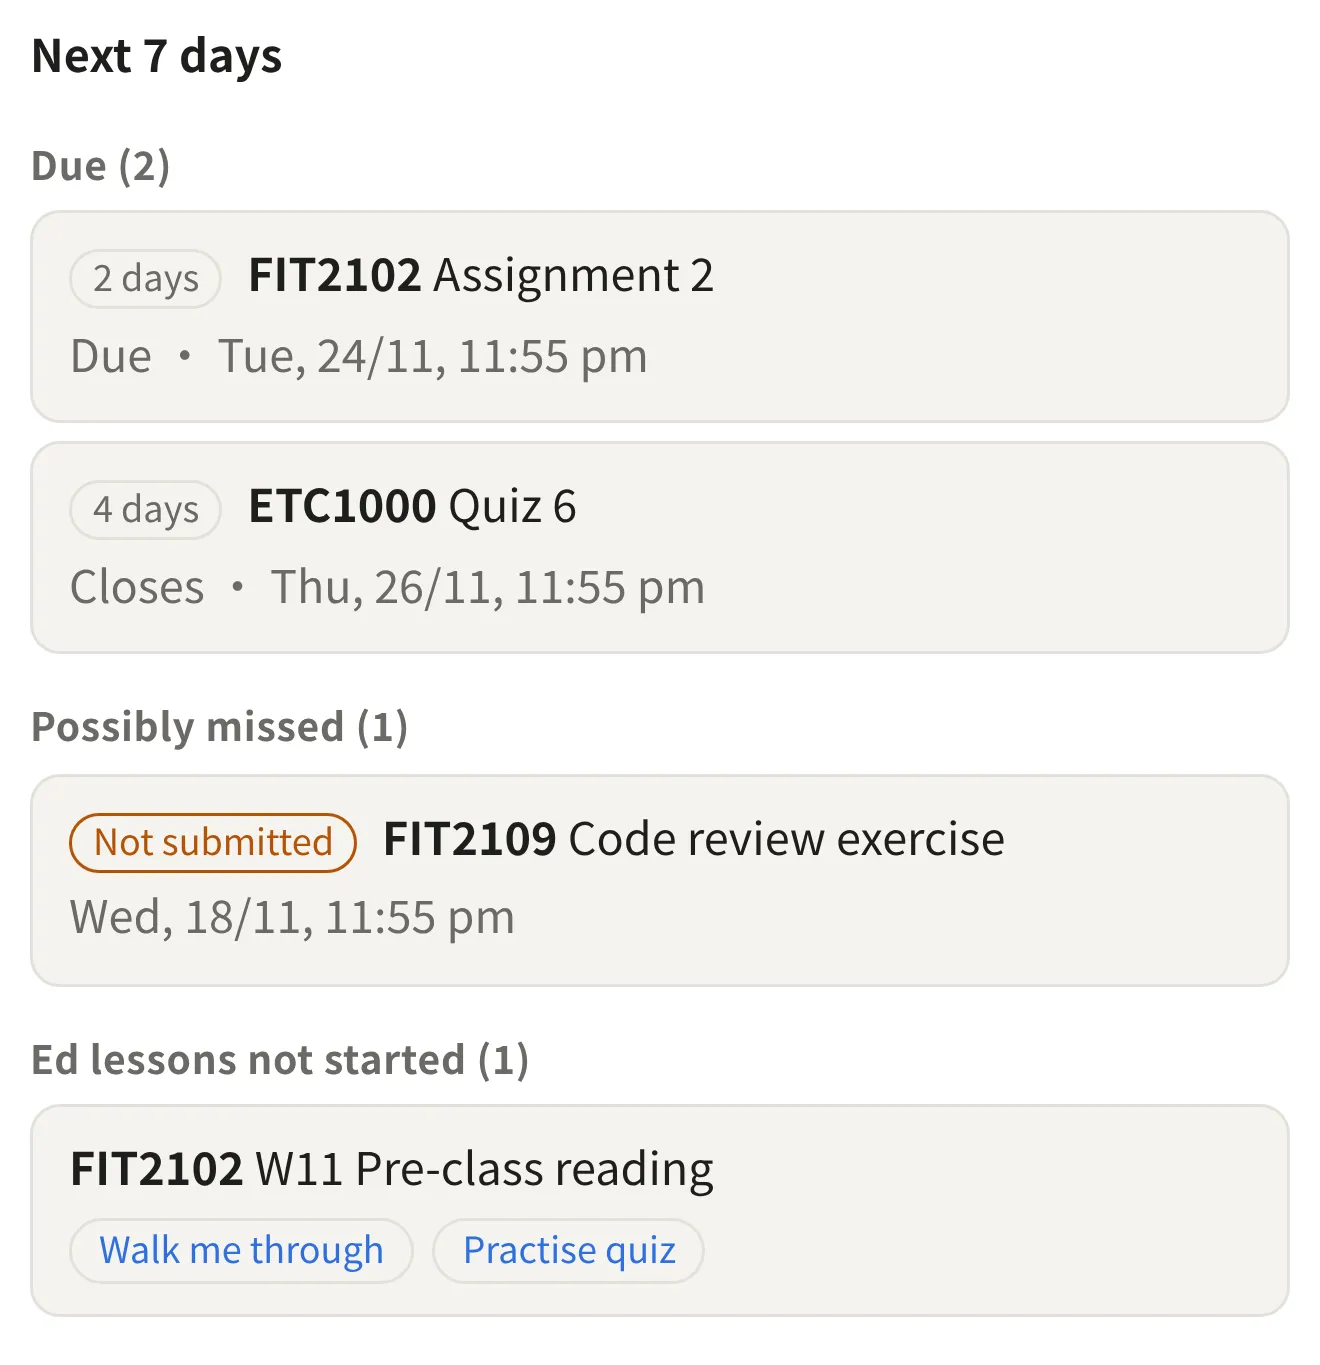 Next 7 days
Due (2)
2 days FIT2102 Assignment 2
Due • Tue, 24/11, 11:55 pm
4 days ETC1000 Quiz 6
Closes • Thu, 26/11, 11:55 pm
Possibly missed (1)
Not submitted FIT2109 Code review exercise
Wed, 18/11, 11:55 pm
Ed lessons not started (1)
FIT2102 W11 Pre-class reading
Walk me through Practise quiz